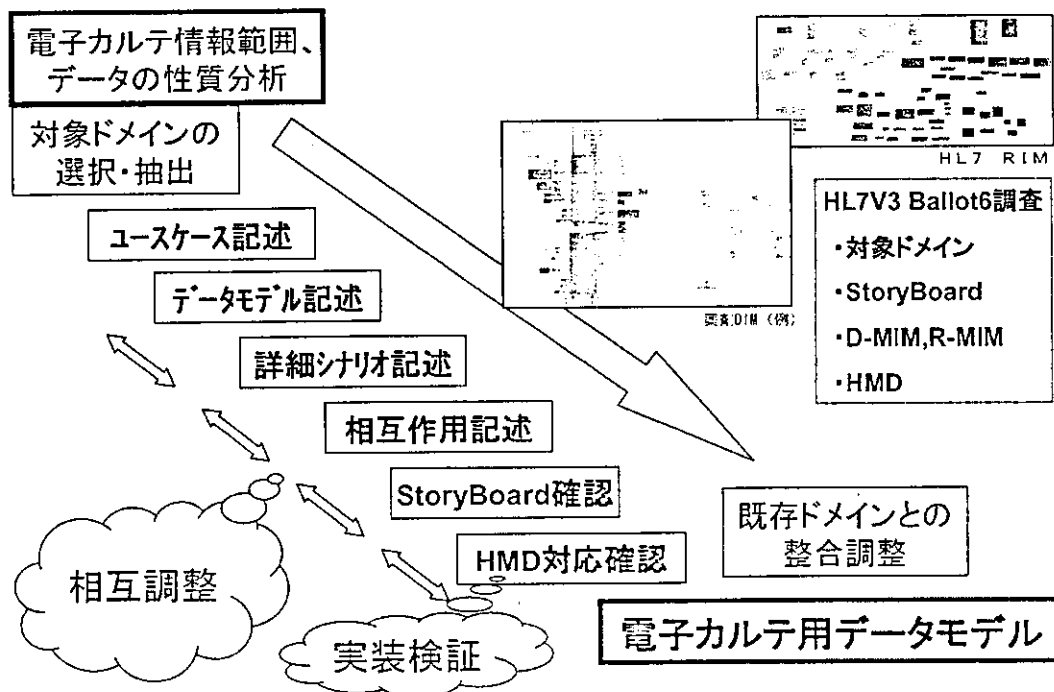 電子カルテ情報範囲、
データの性質分析
対象ドメインの
選択・抽出
ユースケース記述
データモデル記述
詳細シナリオ記述
相互作用記述
StoryBoard確認
HMD対応確認
相互調整
実装検証
HL7 RIM
(例)
HL7V3 Ballot6調査
・対象ドメイン
・StoryBoard
・D-MIM,R-MIM
・HMD
既存ドメインとの
整合調整
電子カルテ用データモデル